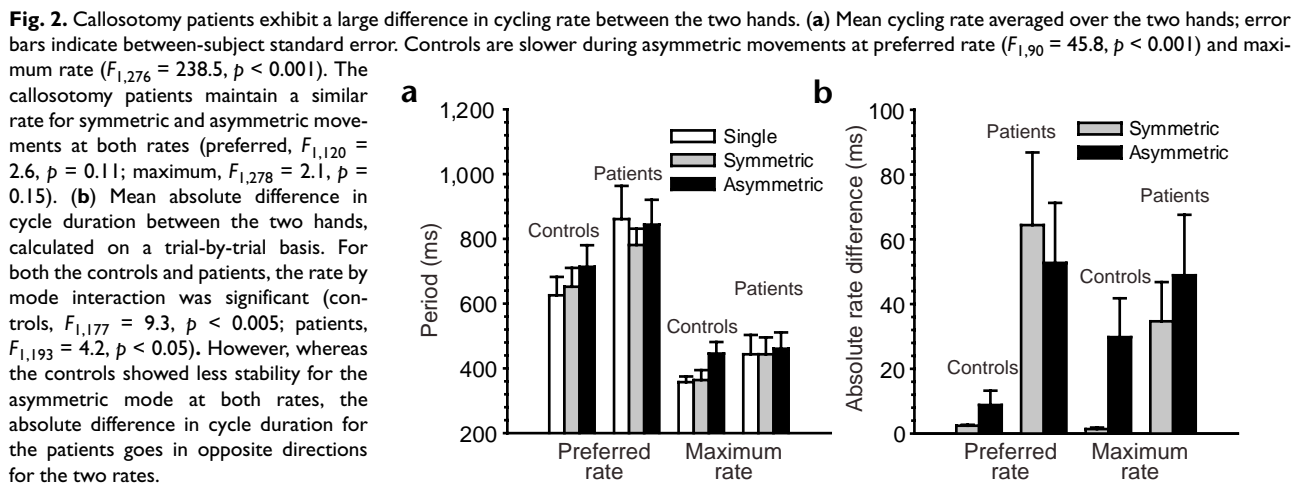 Fig. 2. Callosotomy patients exhibit a large difference in cycling rate between the two hands. (a) Mean cycling rate averaged over the two hands; error
bars indicate between-subject standard error. Controls are slower during asymmetric movements at preferred rate (F1,90 = 45.8, p < 0.001) and maxi-
mum rate (F1,276 = 238.5, p < 0.001). The
callosotomy patients maintain a similar
rate for symmetric and asymmetric move-
ments at both rates (preferred, F1,120 =
2.6, p = 0.11; maximum, F1,278 = 2.1, p =
0.15). (b) Mean absolute difference in
cycle duration between the two hands,
calculated on a trial-by-trial basis. For
both the controls and patients, the rate by
mode interaction was significant (con-
trols, F1,177 = 9.3, p < 0.005; patients,
F1,193 = 4.2, p < 0.05). However, whereas
the controls showed less stability for the
asymmetric mode at both rates, the
absolute difference in cycle duration for
the patients goes in opposite directions
for the two rates.
a
Period (ms)
1,200
1,000
800
600
400
200
Single
Symmetric
Asymmetric
Controls
Patients
Controls
Patients
Preferred
rate
Maximum
rate
b
Absolute rate difference (ms)
100
80
60
40
20
0
Symmetric
Asymmetric
Controls
Patients
Controls
Patients
Preferred
rate
Maximum
rate